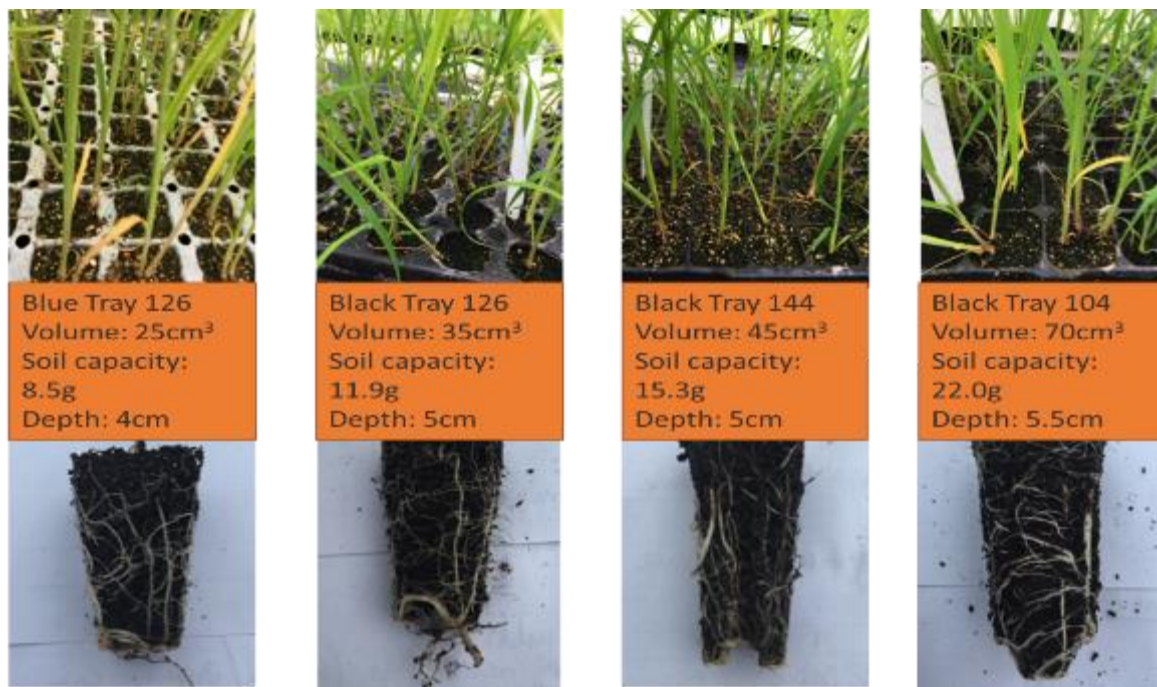 Blue Tray 126
Volume: 25cm³
Soil capacity:
8.5g
Depth: 4cm
Black Tray 126
Volume: 35cm³
Soil capacity:
11.9g
Depth: 5cm
Black Tray 144
Volume: 45cm³
Soil capacity:
15.3g
Depth: 5cm
Black Tray 104
Volume: 70cm³
Soil capacity:
22.0g
Depth: 5.5cm